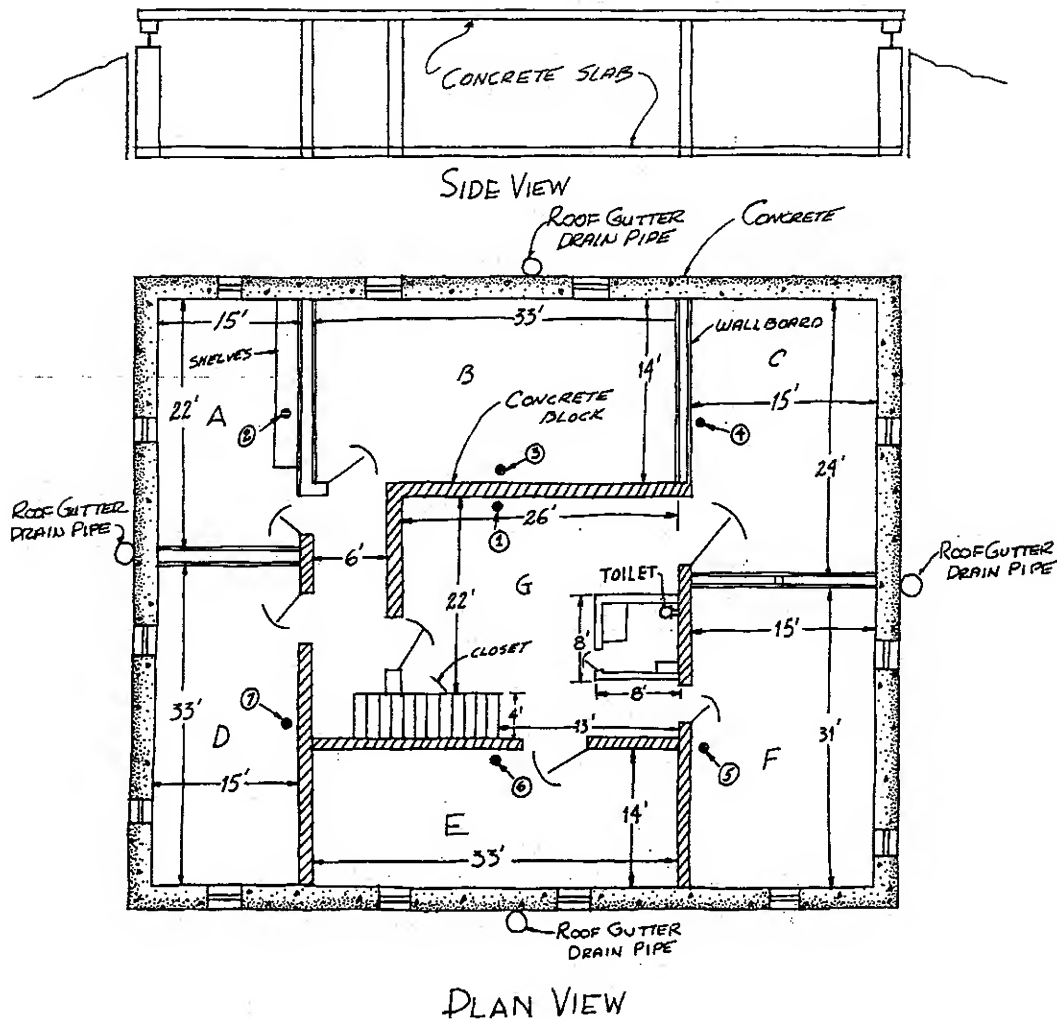 CONCRETE SLAB
SIDE VIEW
ROOF GUTTER
DRAIN PIPE
CONCRETE
15'
33'
WALLBOARD
SHELVES
B
14'
C
15'
22'
A
CONCRETE
BLOCK
2
4
3
24'
ROOF GUTTER
DRAIN PIPE
26'
1
6'
ROOF GUTTER
DRAIN PIPE
G
TOILET
22'
15'
8'
CLOSET
8'
33'
7
4'
13'
31'
D
F
5
6
15'
14'
E
33'
ROOF GUTTER
DRAIN PIPE
PLAN VIEW